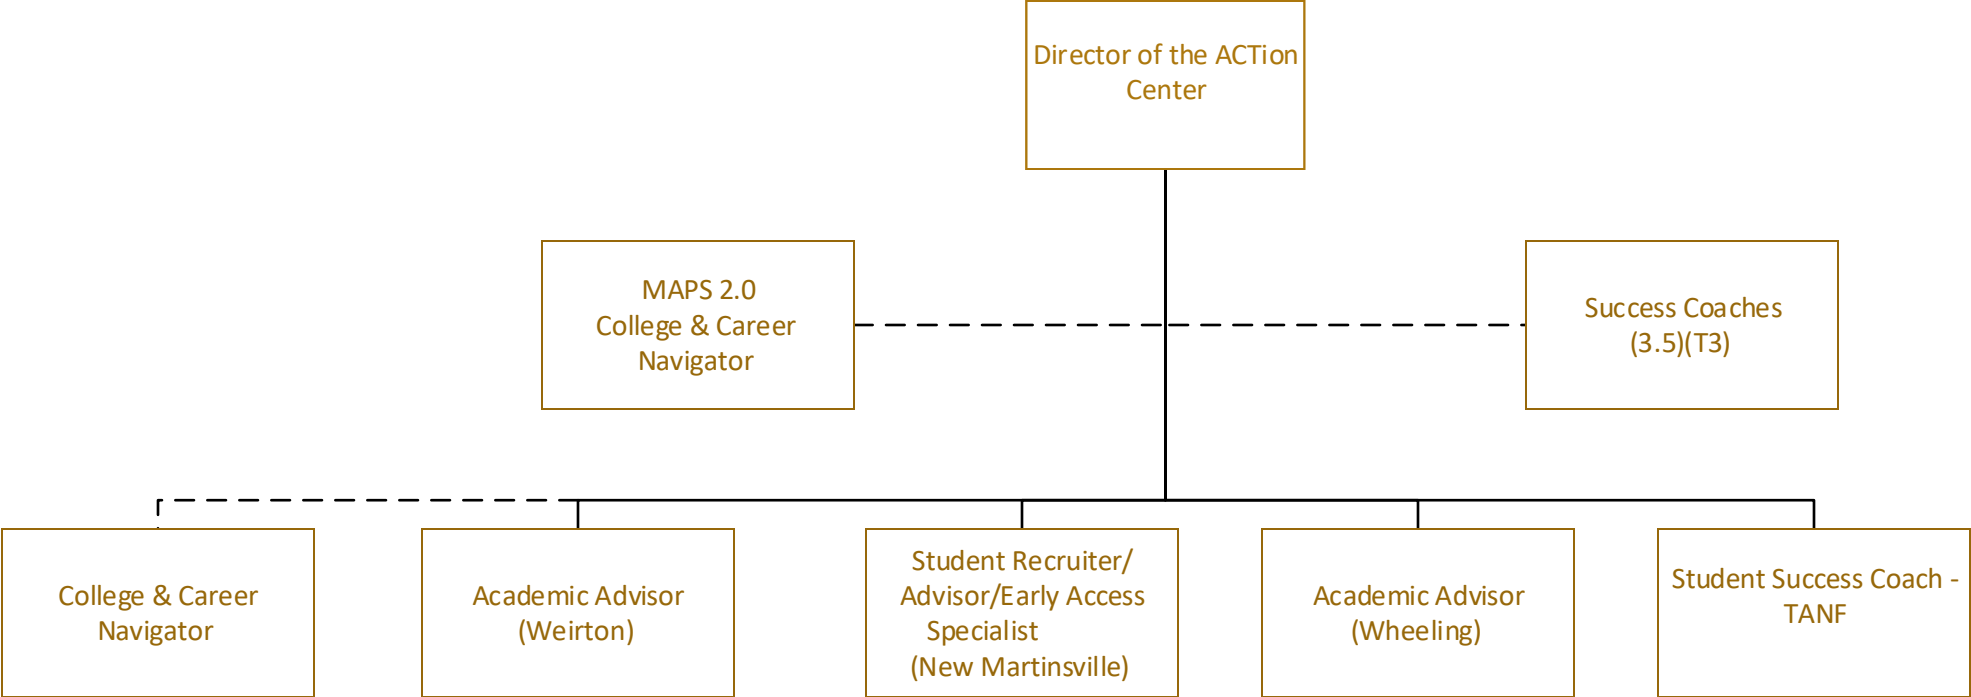 Director of the ACTion
Center
MAPS 2.0
College & Career
Navigator
Success Coaches
(3.5)(T3)
College & Career
Navigator
Academic Advisor
(Weirton)
Student Recruiter/
Advisor/Early Access
Specialist
(New Martinsville)
Academic Advisor
(Wheeling)
Student Success Coach -
TANF